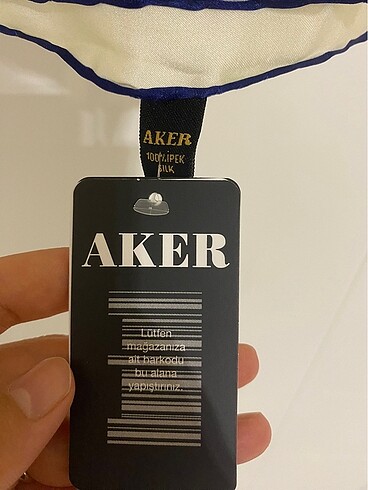 AKER
100%.İPEK
SILK
AKER
Lütfen
mağazanıza
ait barkodu
bu alana
yapıştırınız.